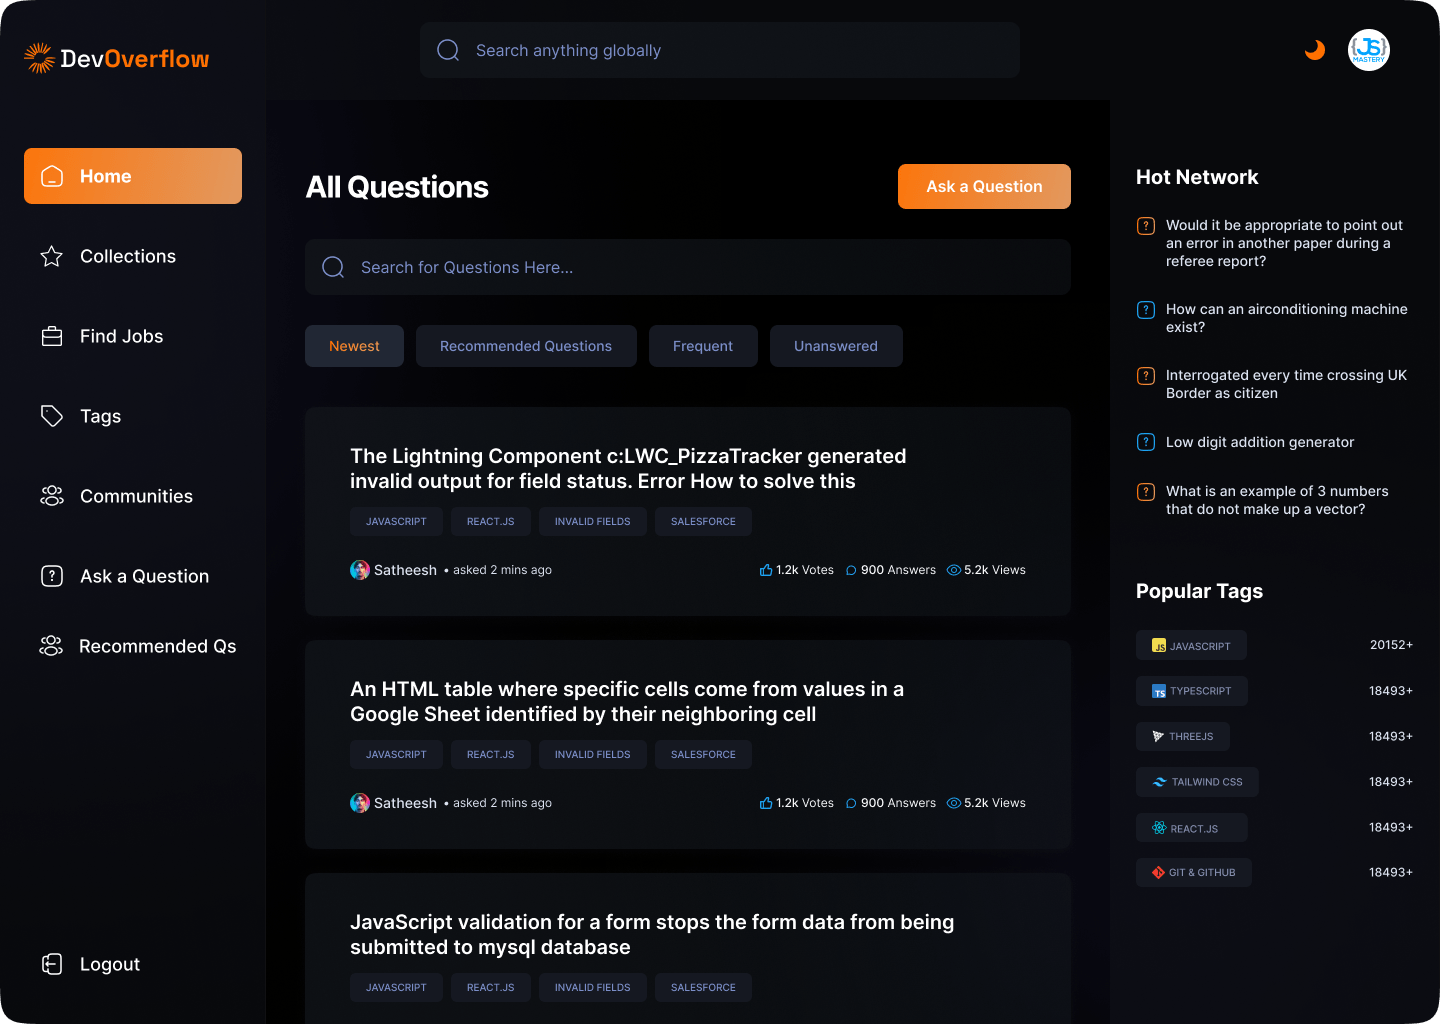 DevOverflow
Search anything globally
JS
MASTERY
Home
Collections
Find Jobs
Tags
Communities
Ask a Question
Recommended Qs
Logout
All Questions
Ask a Question
Search for Questions Here...
Newest
Recommended Questions
Frequent
Unanswered
The Lightning Component c:LWC_PizzaTracker generated
invalid output for field status. Error How to solve this
JAVASCRIPT
REACT.JS
INVALID FIELDS
SALESFORCE
Satheesh • asked 2 mins ago
1.2k Votes
900 Answers
5.2k Views
An HTML table where specific cells come from values in a
Google Sheet identified by their neighboring cell
JAVASCRIPT
REACT.JS
INVALID FIELDS
SALESFORCE
Satheesh • asked 2 mins ago
1.2k Votes
900 Answers
5.2k Views
JavaScript validation for a form stops the form data from being
submitted to mysql database
JAVASCRIPT
REACT.JS
INVALID FIELDS
SALESFORCE
Hot Network
? Would it be appropriate to point out
an error in another paper during a
referee report?
? How can an airconditioning machine
exist?
? Interrogated every time crossing UK
Border as citizen
? Low digit addition generator
? What is an example of 3 numbers
that do not make up a vector?
Popular Tags
JS JAVASCRIPT 20152+
TS TYPESCRIPT 18493+
THREEJS 18493+
TAILWIND CSS 18493+
REACT.JS 18493+
GIT & GITHUB 18493+